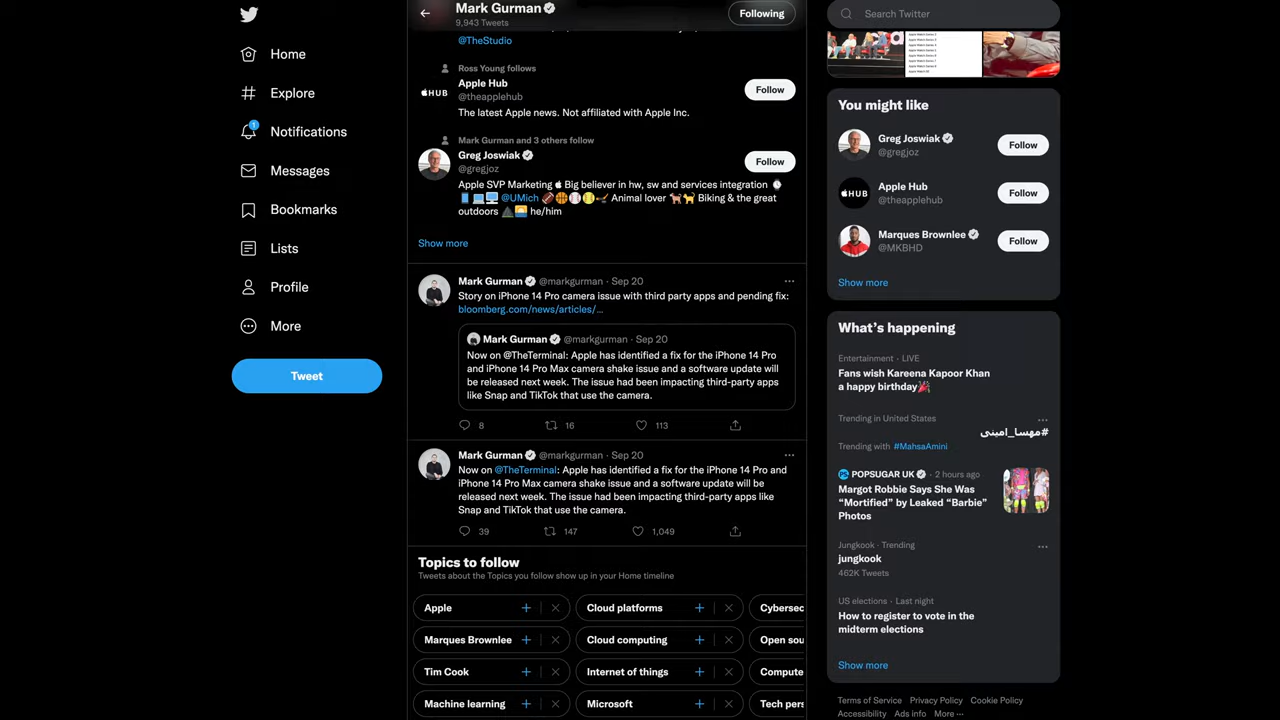 Home
Explore
1
Notifications
Messages
Bookmarks
Lists
Profile
More
Tweet
Mark Gurman
9,943 Tweets
Following
@TheStudio
Ross Young follows
Apple Hub
@theapplehub
Follow
HUB
The latest Apple news. Not affiliated with Apple Inc.
Mark Gurman and 3 others follow
Greg Joswiak
@gregjoz
Follow
Apple SVP Marketing  Big believer in hw, sw and services integration ⌚
📱💻🖥️ @UMich 🏈🏀⚾🥎🏑 Animal lover 🐕🐈 Biking & the great
outdoors ⛰️🌅 he/him
Show more
Mark Gurman @markgurman · Sep 20
Story on iPhone 14 Pro camera issue with third party apps and pending fix:
bloomberg.com/news/articles/...
Mark Gurman @markgurman · Sep 20
Now on @TheTerminal: Apple has identified a fix for the iPhone 14 Pro
and iPhone 14 Pro Max camera shake issue and a software update will
be released next week. The issue had been impacting third-party apps
like Snap and TikTok that use the camera.
8 16 113
Mark Gurman @markgurman · Sep 20
Now on @TheTerminal: Apple has identified a fix for the iPhone 14 Pro and
iPhone 14 Pro Max camera shake issue and a software update will be
released next week. The issue had been impacting third-party apps like
Snap and TikTok that use the camera.
39 147 1,049
Topics to follow
Tweets about the Topics you follow show up in your Home timeline
Apple
Cloud platforms
Cybersec
Marques Brownlee
Cloud computing
Open sou
Tim Cook
Internet of things
Compute
Machine learning
Microsoft
Tech pers
Search Twitter
You might like
Greg Joswiak
@gregjoz
Follow
HUB
Apple Hub
@theapplehub
Follow
Marques Brownlee
@MKBHD
Follow
Show more
What's happening
Entertainment · LIVE
Fans wish Kareena Kapoor Khan
a happy birthday🎉
Trending in United States
#مهسا_امینی
Trending with #MahsaAmini
PS POPSUGAR UK · 2 hours ago
Margot Robbie Says She Was
"Mortified" by Leaked "Barbie"
Photos
Jungkook · Trending
jungkook
462K Tweets
US elections · Last night
How to register to vote in the
midterm elections
Show more
Terms of Service Privacy Policy Cookie Policy
Accessibility Ads info More ···